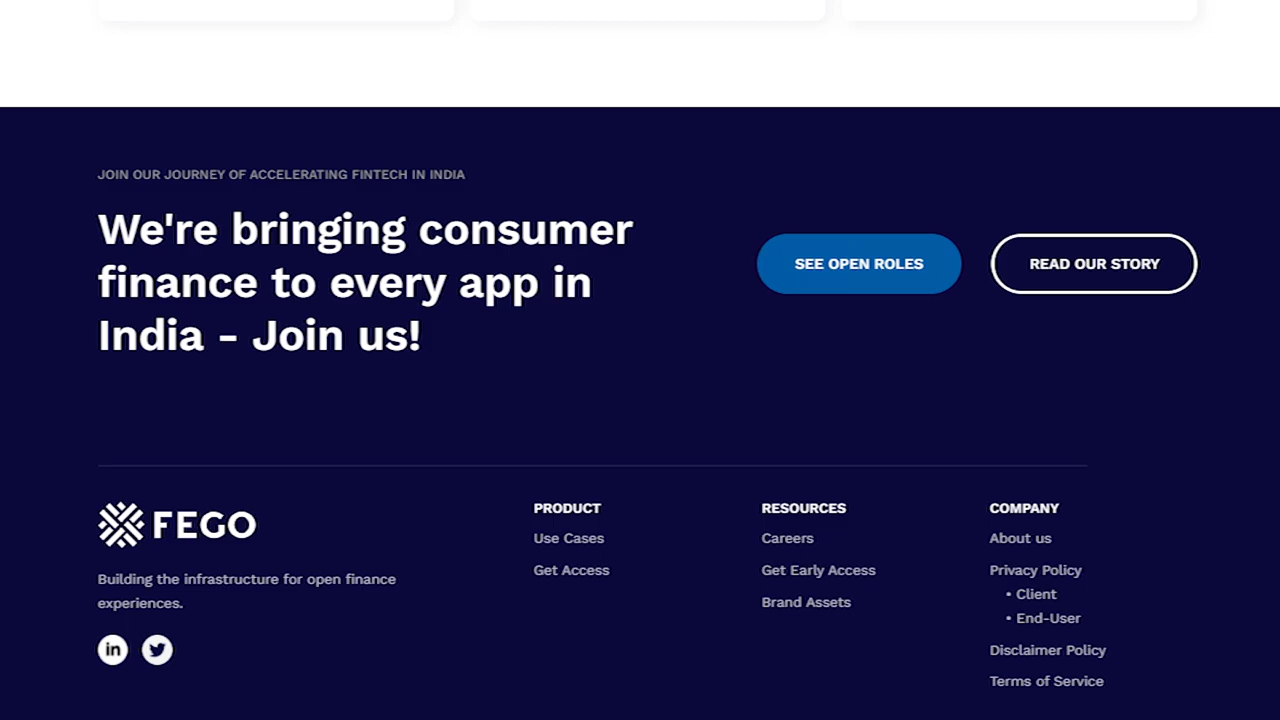 JOIN OUR JOURNEY OF ACCELERATING FINTECH IN INDIA
We're bringing consumer
finance to every app in
India - Join us!
SEE OPEN ROLES
READ OUR STORY
FEGO
Building the infrastructure for open finance
experiences.
in
PRODUCT
Use Cases
Get Access
RESOURCES
Careers
Get Early Access
Brand Assets
COMPANY
About us
Privacy Policy
• Client
• End-User
Disclaimer Policy
Terms of Service